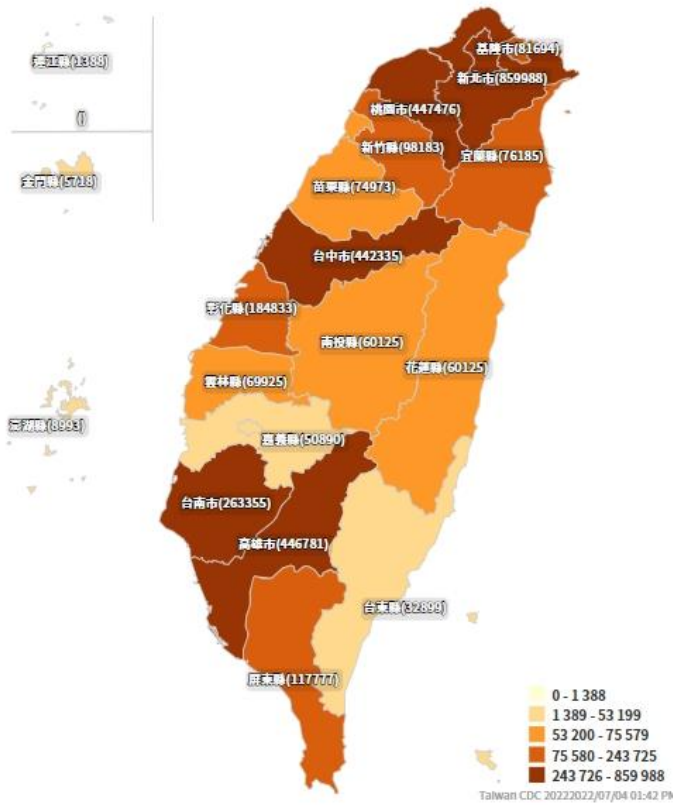 連江縣(1388)
()
金門縣(5718)
澎湖縣(8993)
基隆市(81694)
新北市(859988)
桃園市(447476)
新竹縣(98183)
宜蘭縣(76185)
苗栗縣(74973)
台中市(442335)
彰化縣(184833)
南投縣(60125)
花蓮縣(60125)
雲林縣(69925)
嘉義縣(50890)
台南市(263355)
高雄市(446781)
台東縣(32899)
屏東縣(117777)
0 - 1 388
1 389 - 53 199
53 200 - 75 579
75 580 - 243 725
243 726 - 859 988
Taiwan CDC 20222022/07/04 01:42 PM